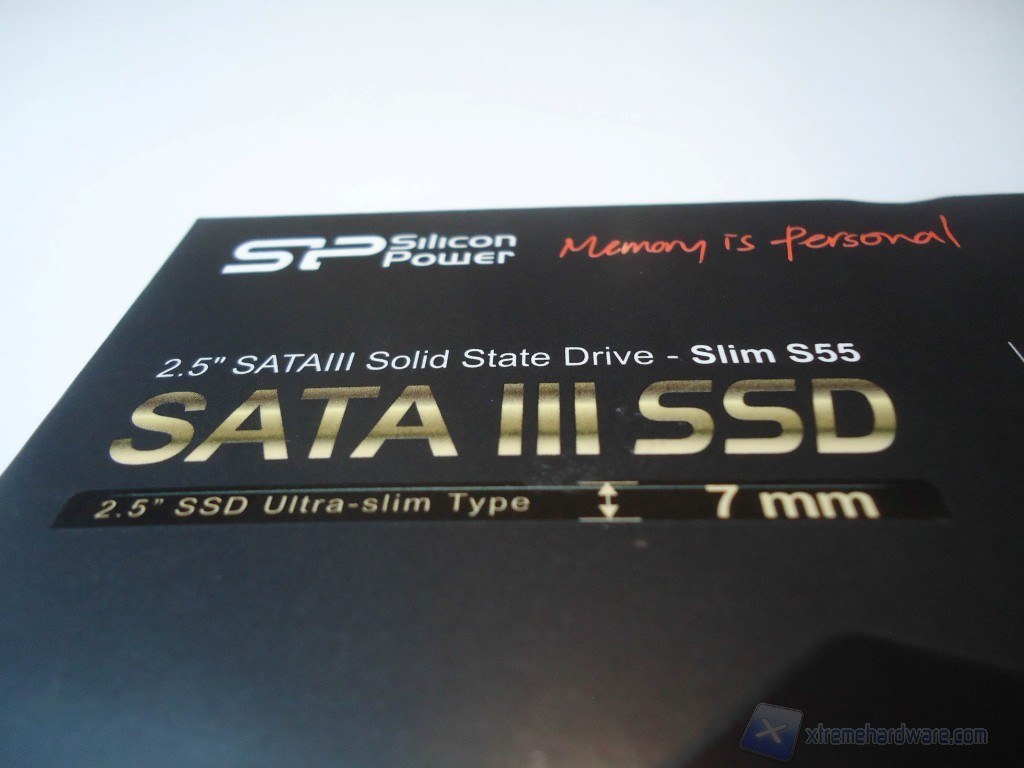 SP Silicon Power
Memory is personal
2.5" SATAIII Solid State Drive - Slim S55
SATA III SSD
2.5" SSD Ultra-slim Type 7 mm
xtremehardware.com